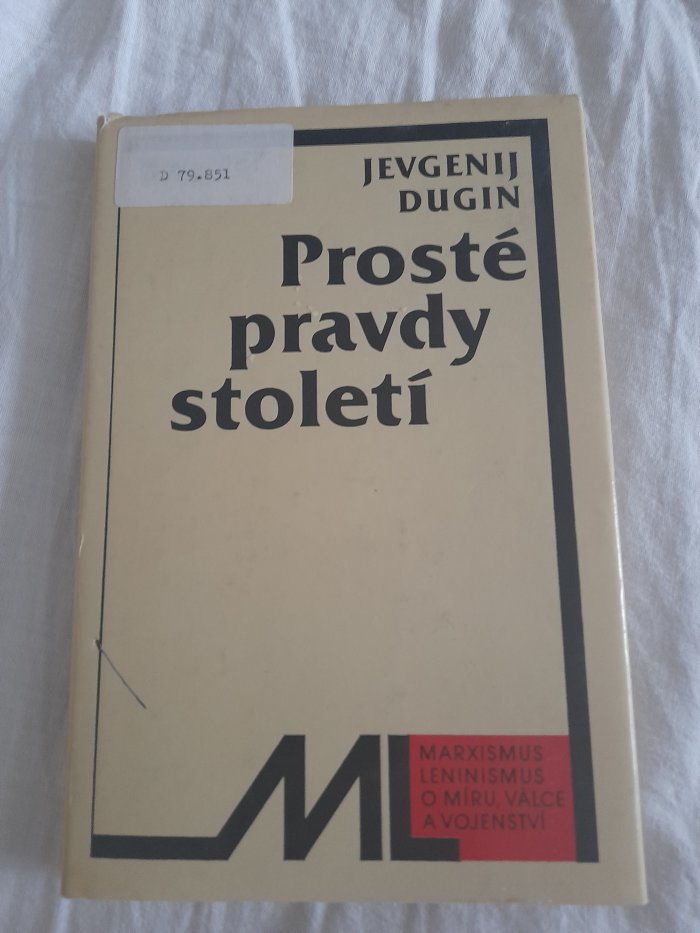 D 79.851
JEVGENIJ
DUGIN
Prosté
pravdy
století
ML
MARXISMUS
LENINISMUS
O MÍRU, VÁLCE
A VOJENSTVÍ